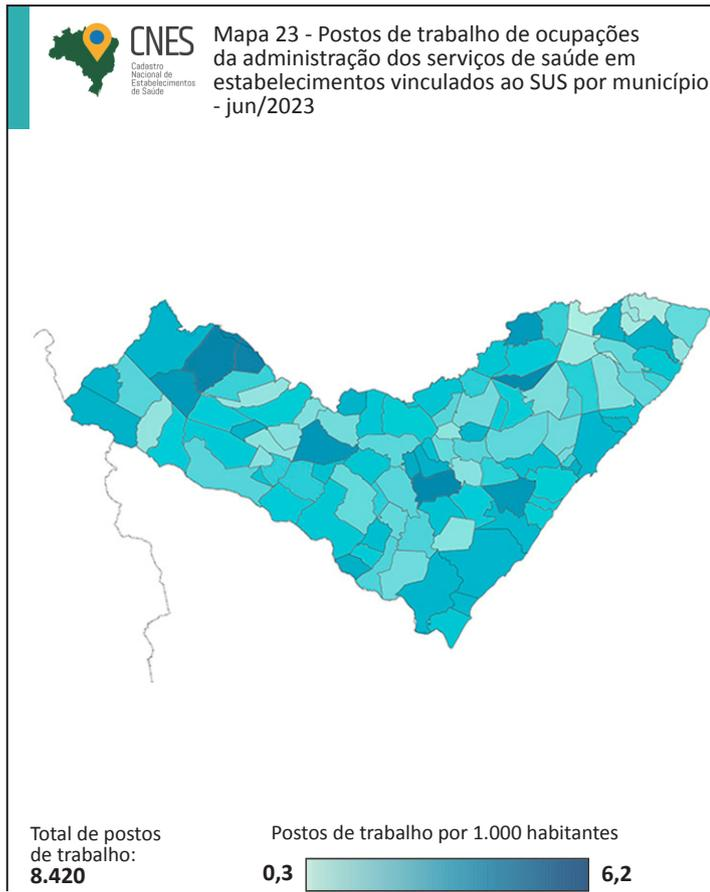 CNES
Cadastro
Nacional de
Estabelecimentos
de Saúde
Mapa 23 - Postos de trabalho de ocupações
da administração dos serviços de saúde em
estabelecimentos vinculados ao SUS por município
- jun/2023
Total de postos
de trabalho:
8.420
Postos de trabalho por 1.000 habitantes
0,3
6,2